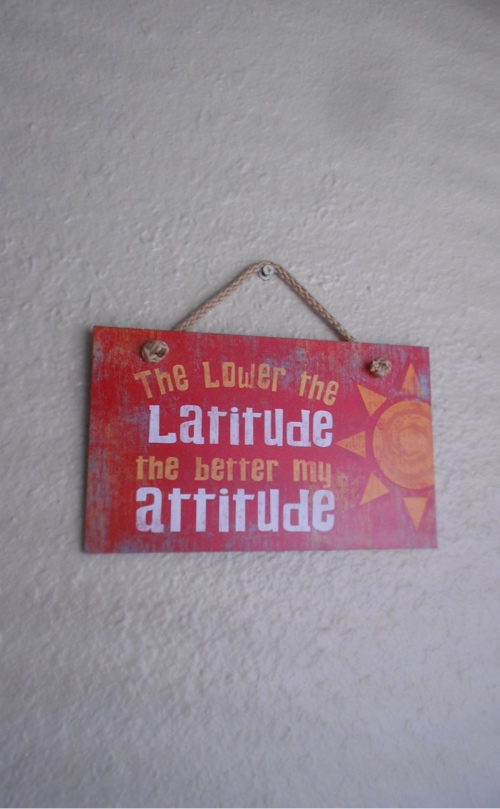 The Lower the
Latitude
the better my
attitude